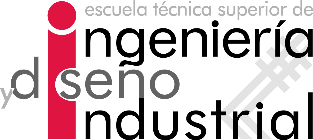 escuela técnica superior de
ingeniería
y diseño
industrial